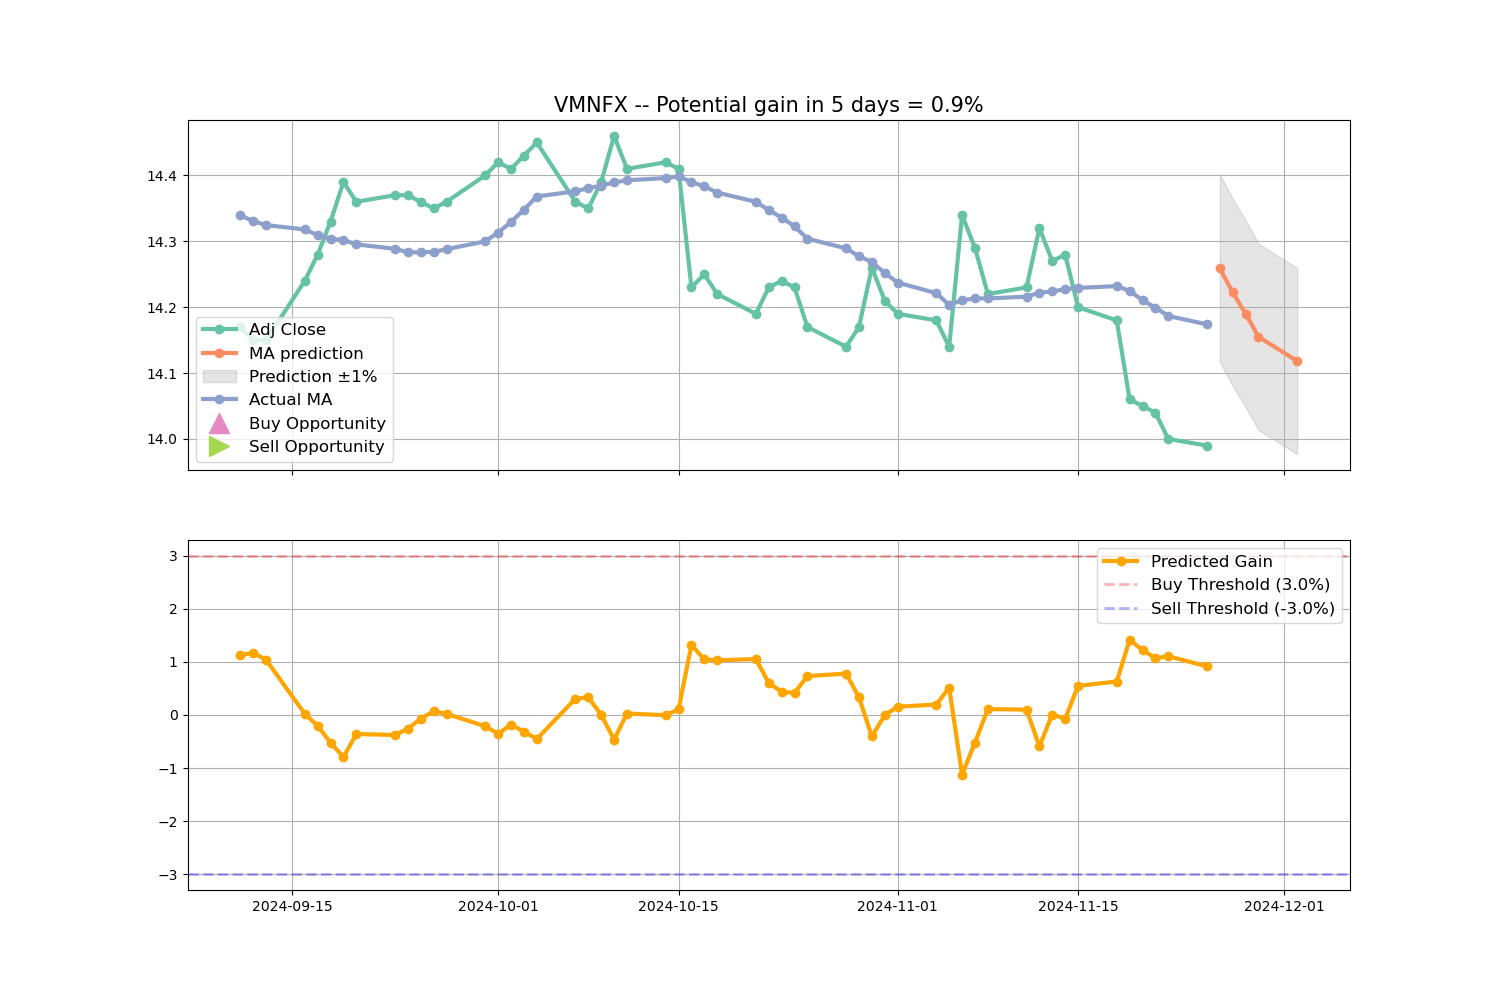 VMNFX -- Potential gain in 5 days = 0.9%
14.4
14.3
14.2
14.1
14.0
Adj Close
MA prediction
Prediction ±1%
Actual MA
Buy Opportunity
Sell Opportunity
3
2
1
0
−1
−2
−3
Predicted Gain
Buy Threshold (3.0%)
Sell Threshold (-3.0%)
2024-09-15
2024-10-01
2024-10-15
2024-11-01
2024-11-15
2024-12-01